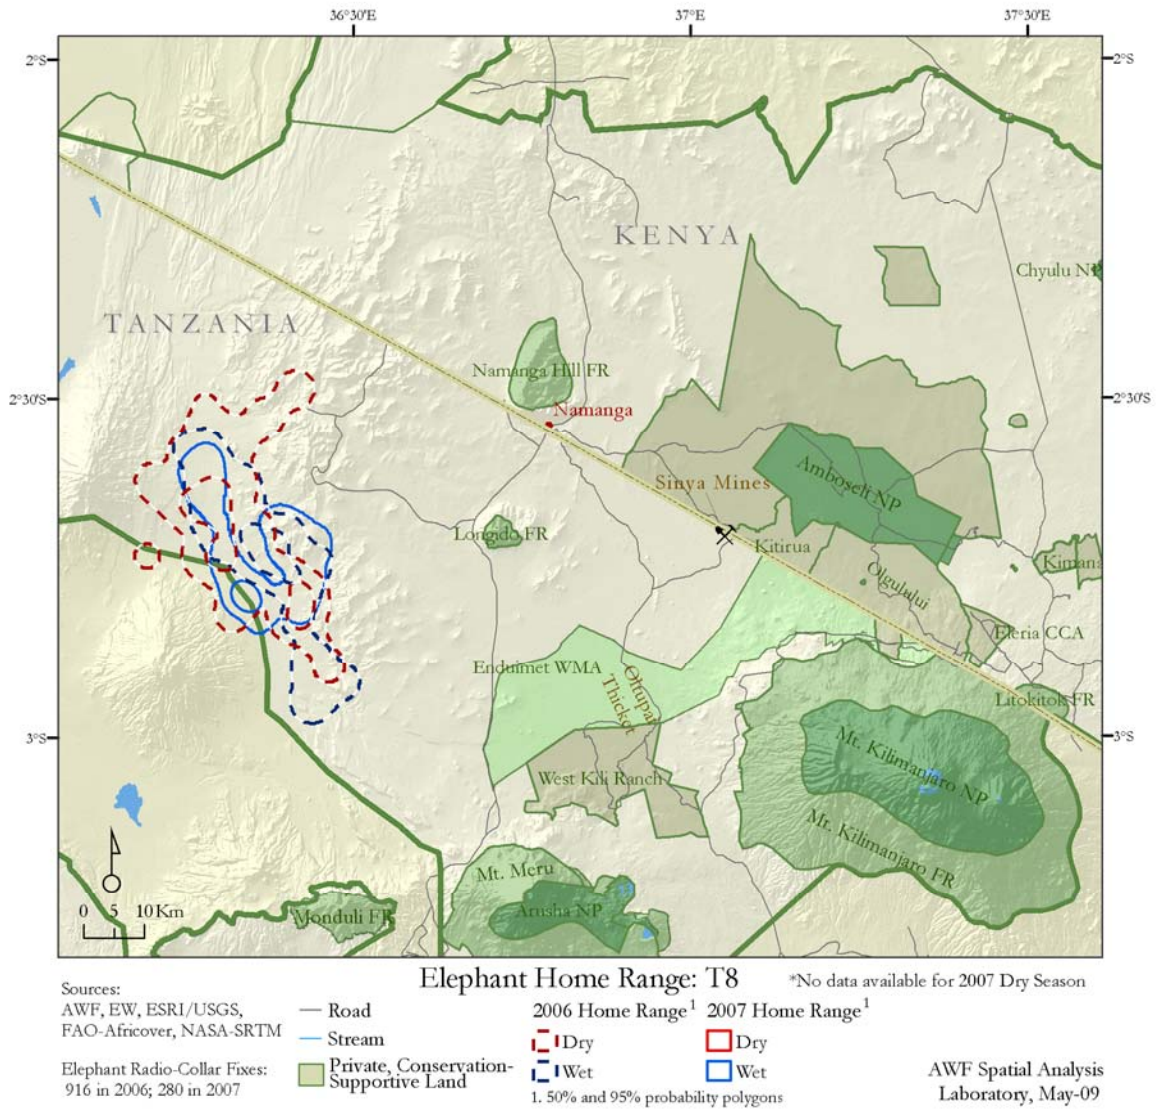 36°30'E
37°E
37°30'E
2°S
2°S
KENYA
Chyulu NP
TANZANIA
Namanga Hill FR
2°30'S
2°30'S
Namanga
Amboseli NP
Sinya Mines
Longido FR
Kitirua
Kimana
Olgulului
Eleria CCA
Enduimet WMA
Oltupai
Thicket
Litokitok FR
3°S
3°S
Mt. Kilimanjaro NP
West Kili Ranch
Mt. Kilimanjaro FR
Mt. Meru
Arusha NP
Monduli FR
0 5 10 Km
Elephant Home Range: T8
*No data available for 2007 Dry Season
Sources:
AWF, EW, ESRI/USGS,
FAO-Africover, NASA-SRTM
Elephant Radio-Collar Fixes:
916 in 2006; 280 in 2007
Road
Stream
Private, Conservation-
Supportive Land
2006 Home Range1
Dry
Wet
2007 Home Range1
Dry
Wet
1. 50% and 95% probability polygons
AWF Spatial Analysis
Laboratory, May-09